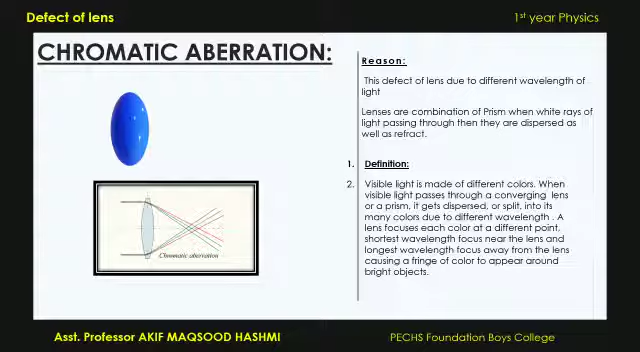 Defect of lens
1st year Physics
CHROMATIC ABERRATION:
Reason:
This defect of lens due to different wavelength of
light
Lenses are combination of Prism when white rays of
light passing through then they are dispersed as
well as refract.
1. Definition:
2. Visible light is made of different colors. When
visible light passes through a converging lens
or a prism, it gets dispersed, or split, into its
many colors due to different wavelength . A
lens focuses each color at a different point,
shortest wavelength focus near the lens and
longest wavelength focus away from the lens
causing a fringe of color to appear around
bright objects.
Chromatic aberration
Asst. Professor AKIF MAQSOOD HASHMI
PECHS Foundation Boys College